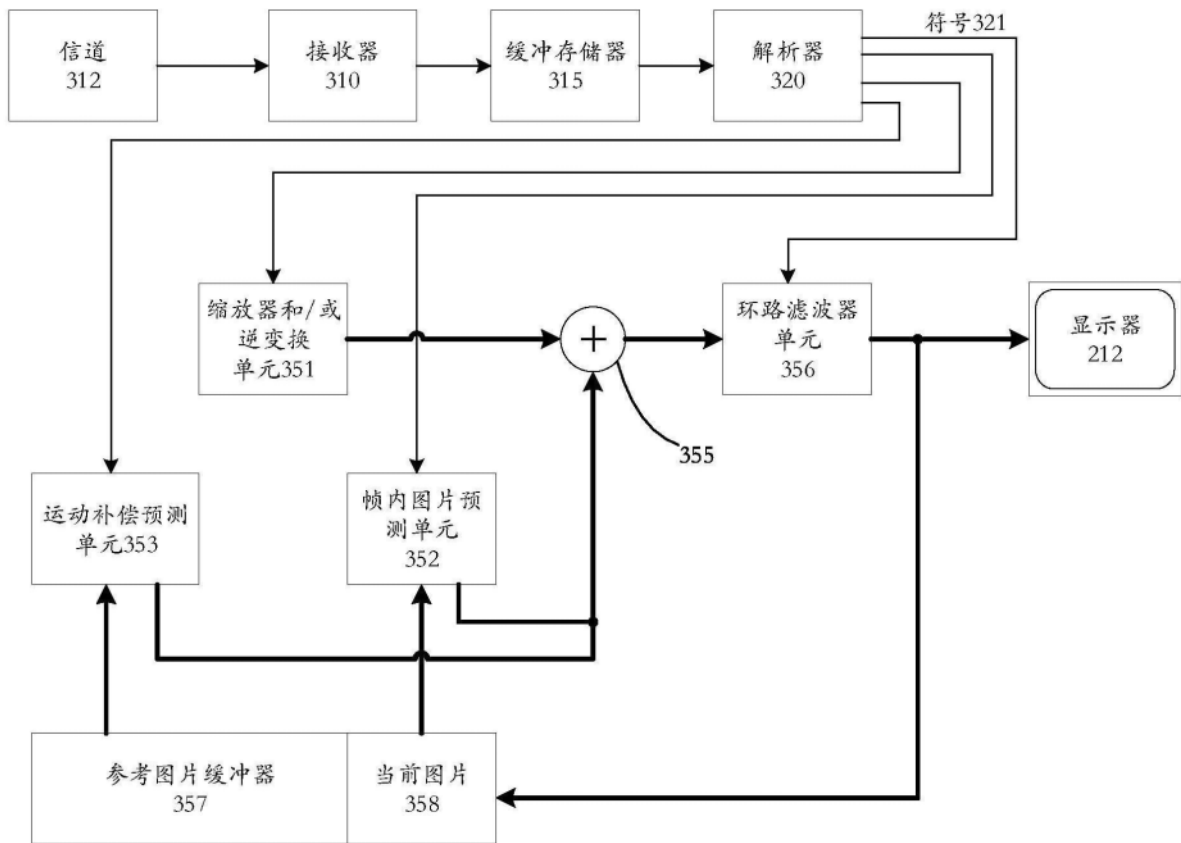 符号321
信道
312
接收器
310
缓冲存储器
315
解析器
320
缩放器和/或
逆变换
单元351
环路滤波器
单元
356
显示器
212
355
运动补偿预测
单元353
帧内图片预
测单元
352
参考图片缓冲器
357
当前图片
358